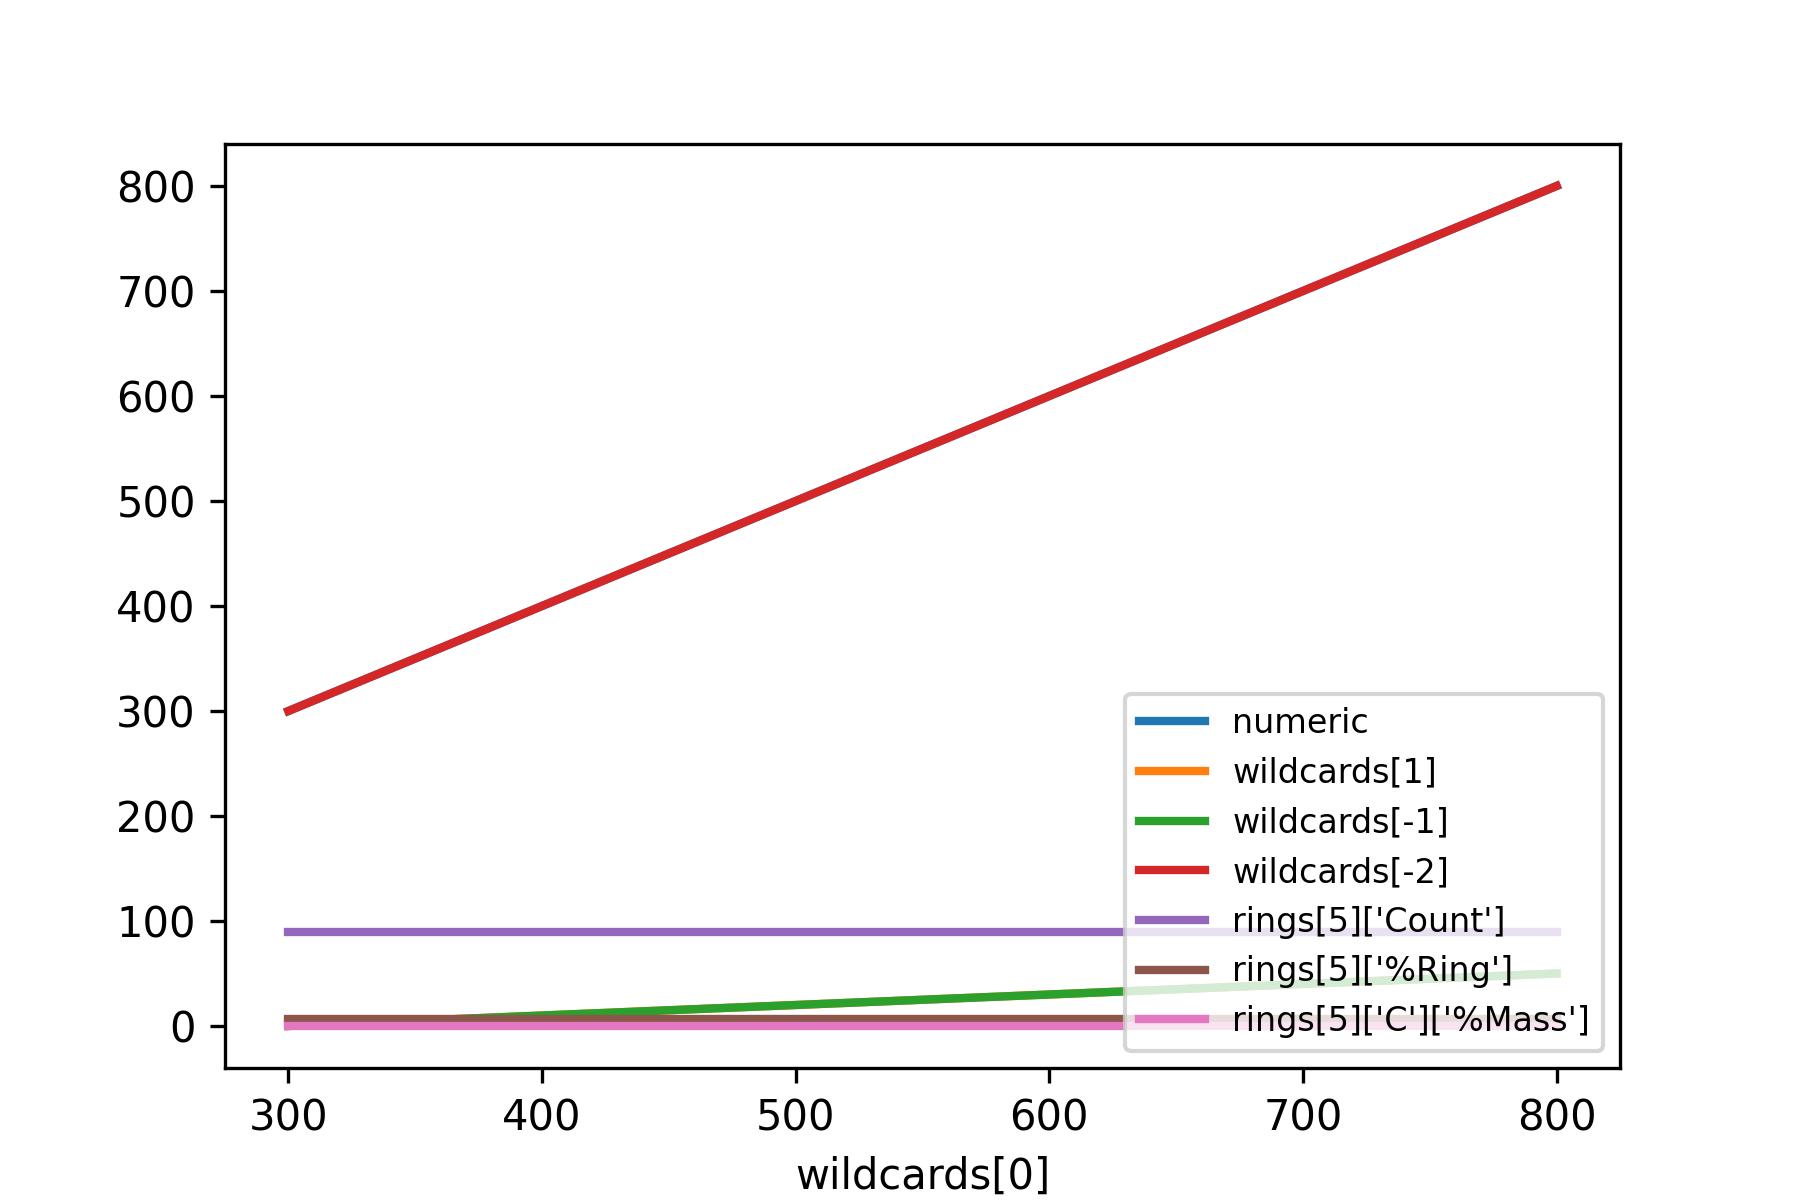 800
700
600
500
400
300
200
100
0
numeric
wildcards[1]
wildcards[-1]
wildcards[-2]
rings[5]['Count']
rings[5]['%Ring']
rings[5]['C']['%Mass']
300 400 500 600 700 800
wildcards[0]